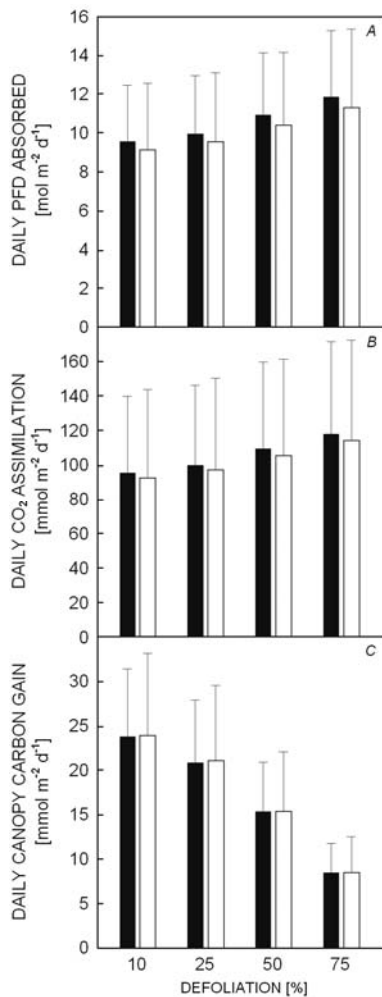 A
DAILY PFD ABSORBED
[mol m⁻² d⁻¹]
16
14
12
10
8
6
4
2
0
B
DAILY CO₂ ASSIMILATION
[mmol m⁻² d⁻¹]
160
140
120
100
80
60
40
20
0
C
DAILY CANOPY CARBON GAIN
[mmol m⁻² d⁻¹]
30
25
20
15
10
5
0
10 25 50 75
DEFOLIATION [%]